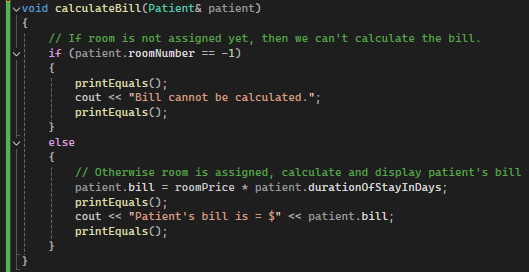 void calculateBill(Patient& patient)
{
// If room is not assigned yet, then we can't calculate the bill.
if (patient.roomNumber == -1)
{
printEquals();
cout << "Bill cannot be calculated.";
printEquals();
}
else
{
// Otherwise room is assigned, calculate and display patient's bill
patient.bill = roomPrice * patient.durationOfStayInDays;
printEquals();
cout << "Patient's bill is = $" << patient.bill;
printEquals();
}
}